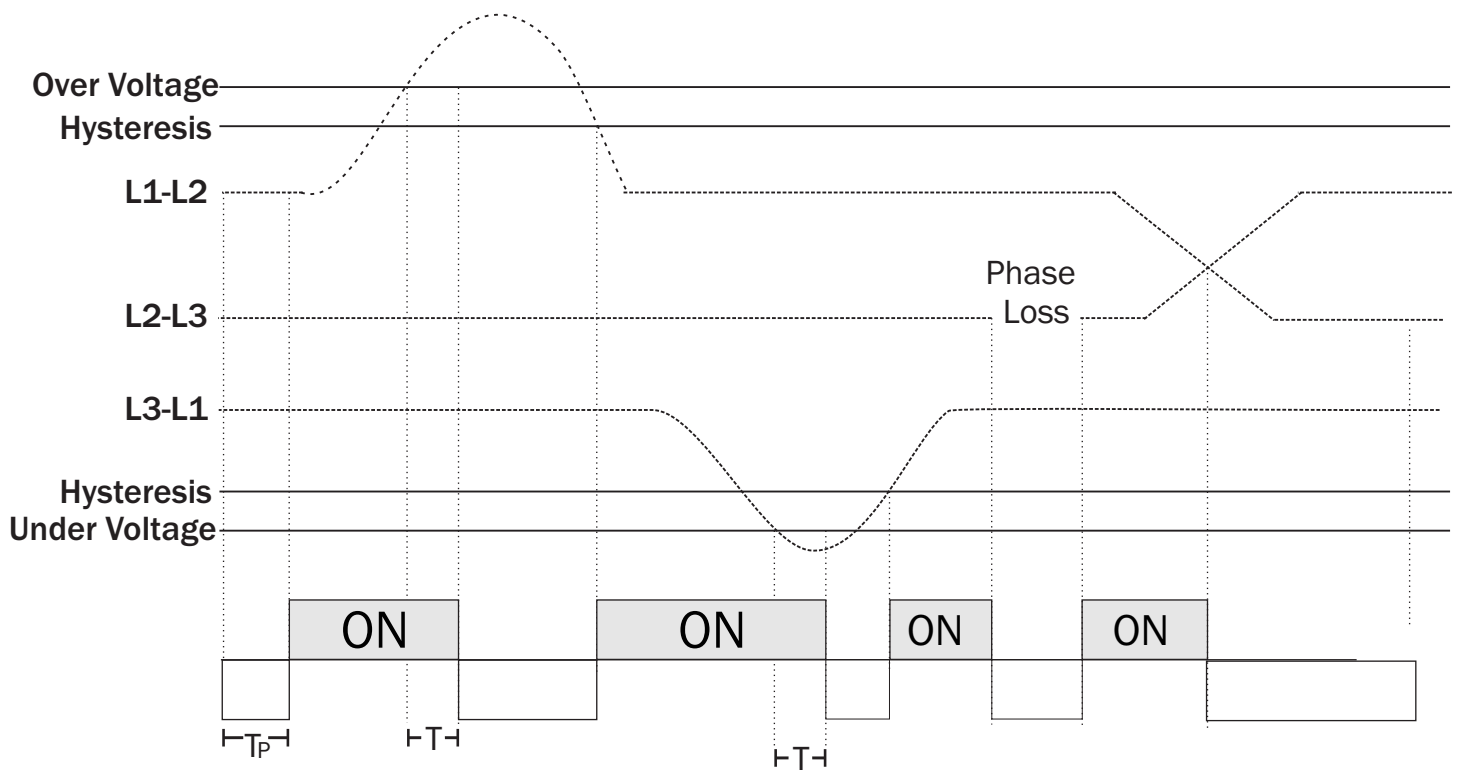 Over Voltage
Hysteresis
L1-L2
Phase
Loss
L2-L3
L3-L1
Hysteresis
Under Voltage
ON
ON
ON
ON
TP
T
T